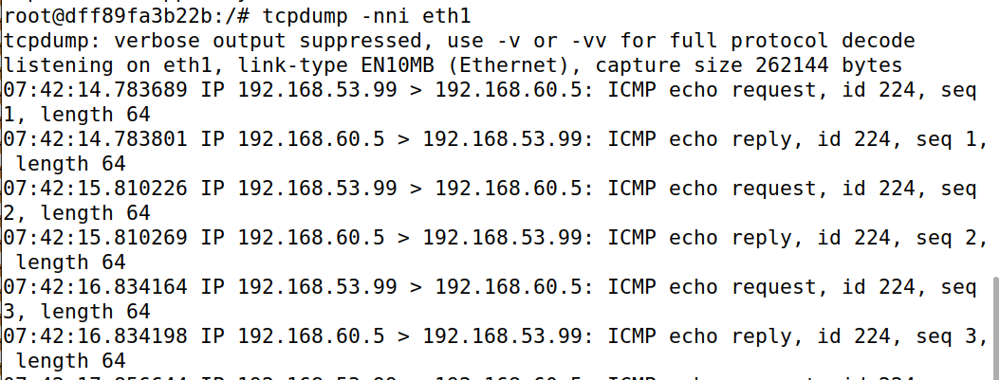 root@dff89fa3b22b:/# tcpdump -nni eth1
tcpdump: verbose output suppressed, use -v or -vv for full protocol decode
listening on eth1, link-type EN10MB (Ethernet), capture size 262144 bytes
07:42:14.783689 IP 192.168.53.99 > 192.168.60.5: ICMP echo request, id 224, seq
1, length 64
07:42:14.783801 IP 192.168.60.5 > 192.168.53.99: ICMP echo reply, id 224, seq 1,
 length 64
07:42:15.810226 IP 192.168.53.99 > 192.168.60.5: ICMP echo request, id 224, seq
2, length 64
07:42:15.810269 IP 192.168.60.5 > 192.168.53.99: ICMP echo reply, id 224, seq 2,
 length 64
07:42:16.834164 IP 192.168.53.99 > 192.168.60.5: ICMP echo request, id 224, seq
3, length 64
07:42:16.834198 IP 192.168.60.5 > 192.168.53.99: ICMP echo reply, id 224, seq 3,
 length 64